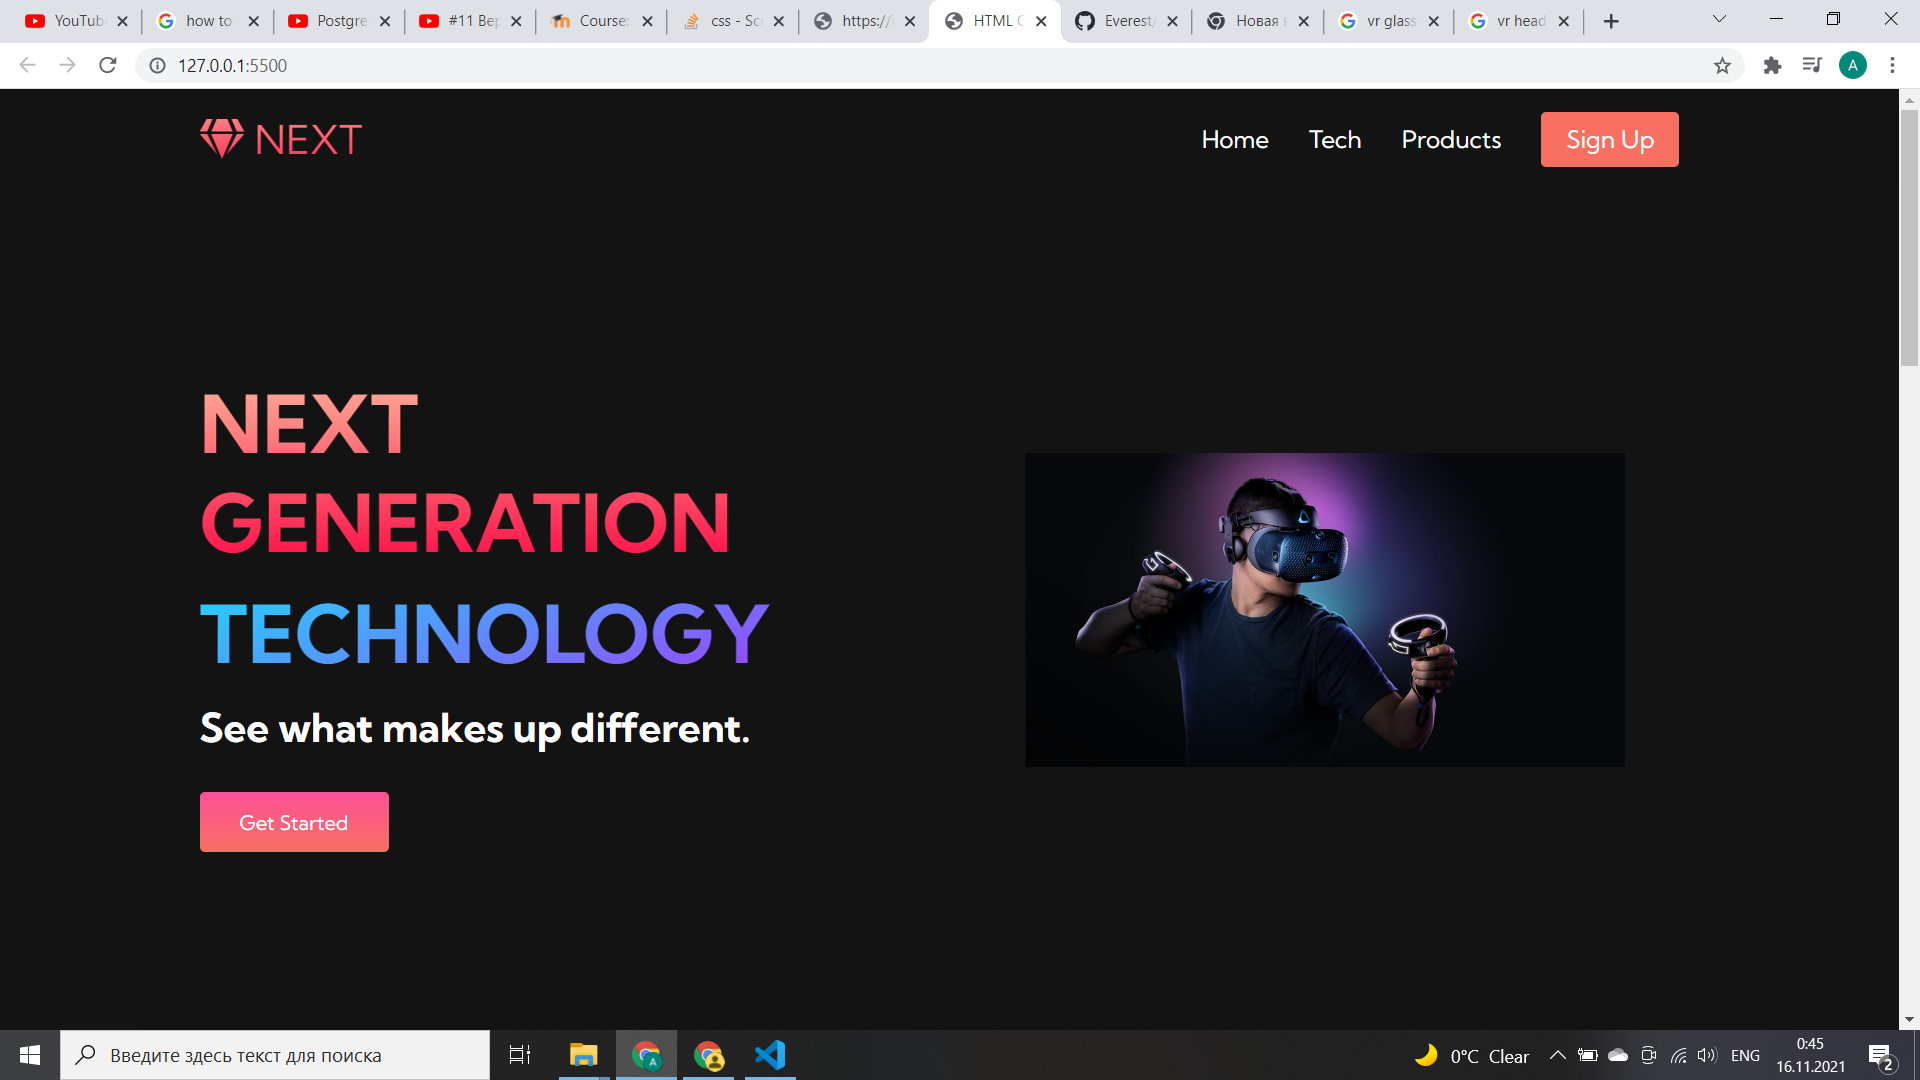 YouTub
how to
Postgre
#11 Вер
Course:
css - Sc
https://i
HTML C
Everest/
Новая в
vr glass
vr head
127.0.0.1:5500
A
NEXT
Home
Tech
Products
Sign Up
NEXT
GENERATION
TECHNOLOGY
See what makes up different.
Get Started
Введите здесь текст для поиска
0°C Clear
ENG
0:45
16.11.2021
2